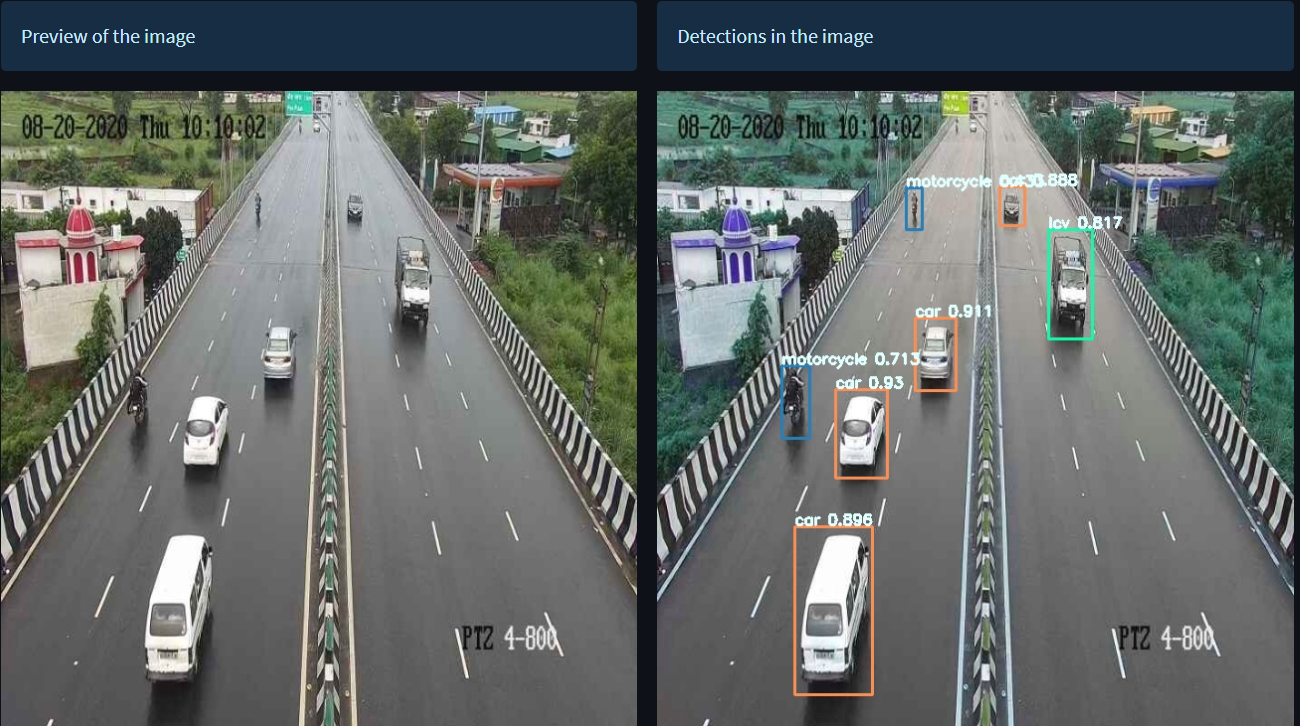 Preview of the image
Detections in the image
08-20-2020 Thu 10:10:02
08-20-2020 Thu 10:10:02
motorcycle
0.888
lcv 0.817
car 0.911
motorcycle 0.713
car 0.93
car 0.896
PTZ 4-800
PTZ 4-800